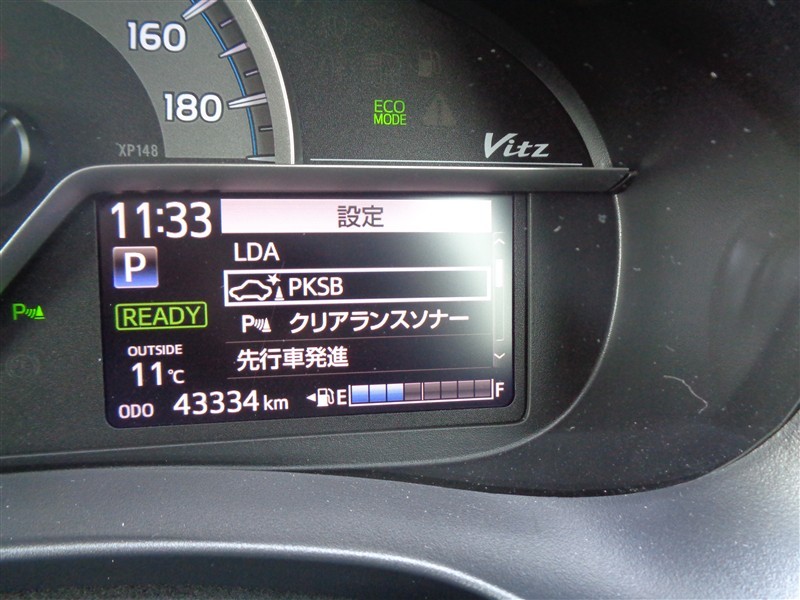 160
180
XP148
ECO
MODE
Vitz
11:33
設定
P
LDA
PKSB
READY
P クリアランスソナー
P
OUTSIDE
11℃
先行車発進
ODO 43334 km
E F